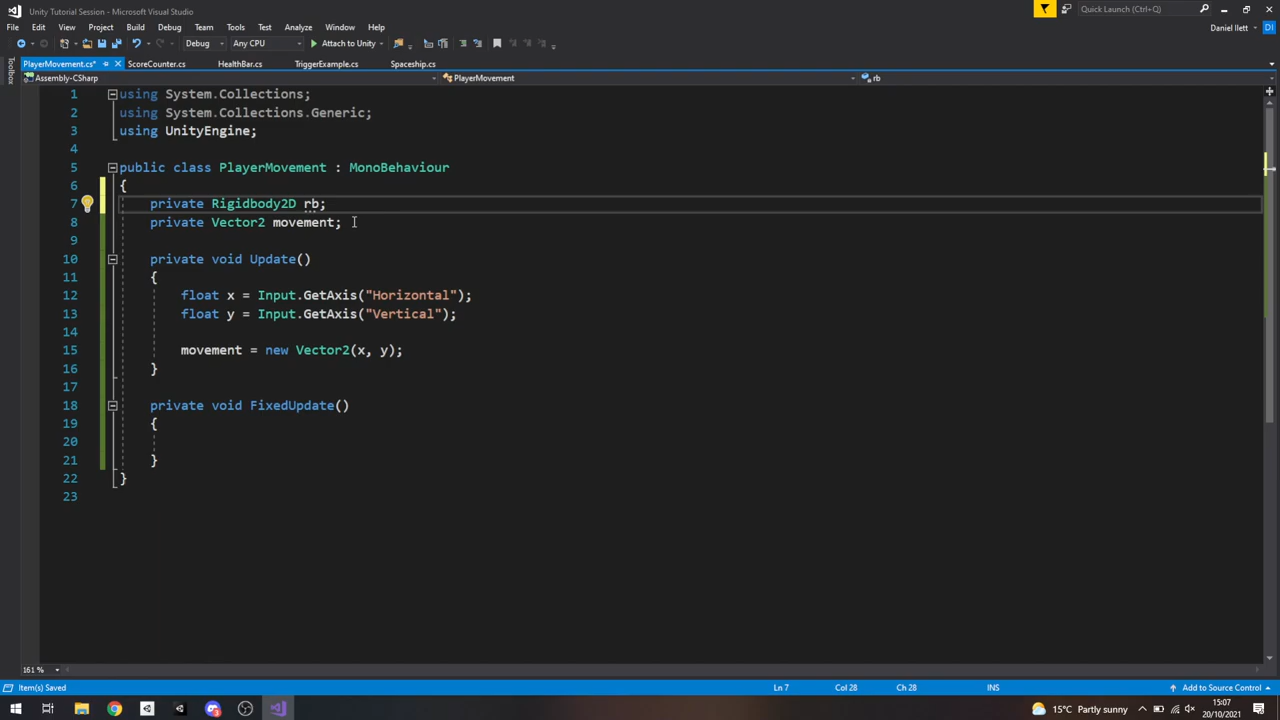 Unity Tutorial Session - Microsoft Visual Studio
Quick Launch (Ctrl+Q)
File Edit View Project Build Debug Team Tools Test Analyze Window Help
Daniel Ilett
DI
Debug Any CPU Attach to Unity
Toolbox
PlayerMovement.cs* ScoreCounter.cs HealthBar.cs TriggerExample.cs Spaceship.cs
Assembly-CSharp PlayerMovement rb
1 using System.Collections;
2 using System.Collections.Generic;
3 using UnityEngine;
4
5 public class PlayerMovement : MonoBehaviour
6 {
7 private Rigidbody2D rb;
8 private Vector2 movement;
9
10 private void Update()
11 {
12 float x = Input.GetAxis("Horizontal");
13 float y = Input.GetAxis("Vertical");
14
15 movement = new Vector2(x, y);
16 }
17
18 private void FixedUpdate()
19 {
20
21 }
22 }
23
161 %
Item(s) Saved Ln 7 Col 28 Ch 28 INS Add to Source Control
15°C Partly sunny 15:07
20/10/2021